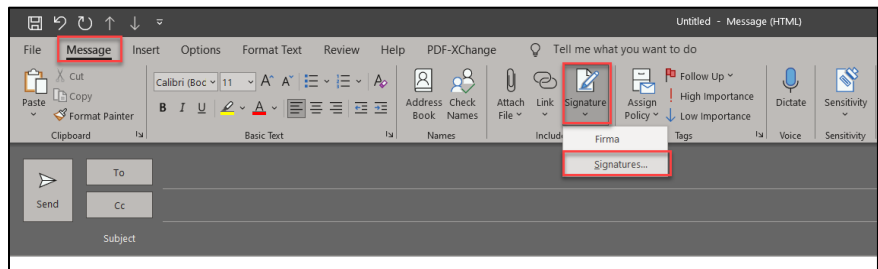 Untitled - Message (HTML)
File Message Insert Options Format Text Review Help PDF-XChange Tell me what you want to do
Paste
Cut
Copy
Format Painter
Clipboard
Calibri (Boc 11 A A A
B I U A
Basic Text
Address Book
Check Names
Names
Attach File
Link
Signature
Includ
Firma
Signatures...
Assign Policy
Follow Up
High Importance
Low Importance
Tags
Dictate
Voice
Sensitivity
Sensitivity
Send
To
Cc
Subject